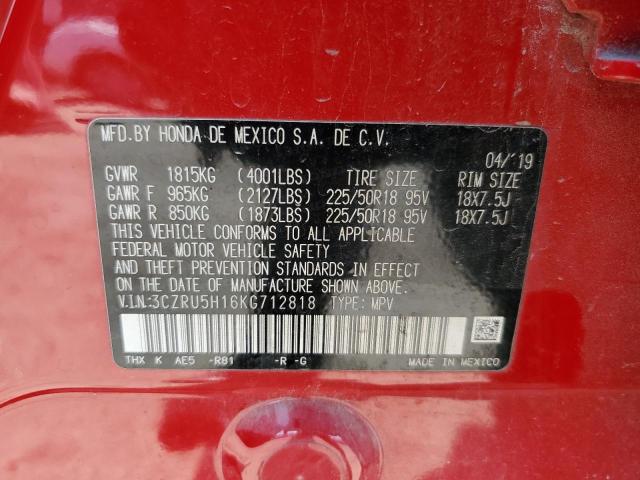 MFD.BY HONDA DE MEXICO S.A. DE C.V.
04/'19
GVWR 1815KG (4001LBS) TIRE SIZE RIM SIZE
GAWR F 965KG (2127LBS) 225/50R18 95V 18X7.5J
GAWR R 850KG (1873LBS) 225/50R18 95V 18X7.5J
THIS VEHICLE CONFORMS TO ALL APPLICABLE
FEDERAL MOTOR VEHICLE SAFETY
AND THEFT PREVENTION STANDARDS IN EFFECT
ON THE DATE OF MANUFACTURE SHOWN ABOVE.
V.I.N.:3CZRU5H16KG712818 TYPE: MPV
THX K AE5 -R81 -R -G MADE IN MEXICO